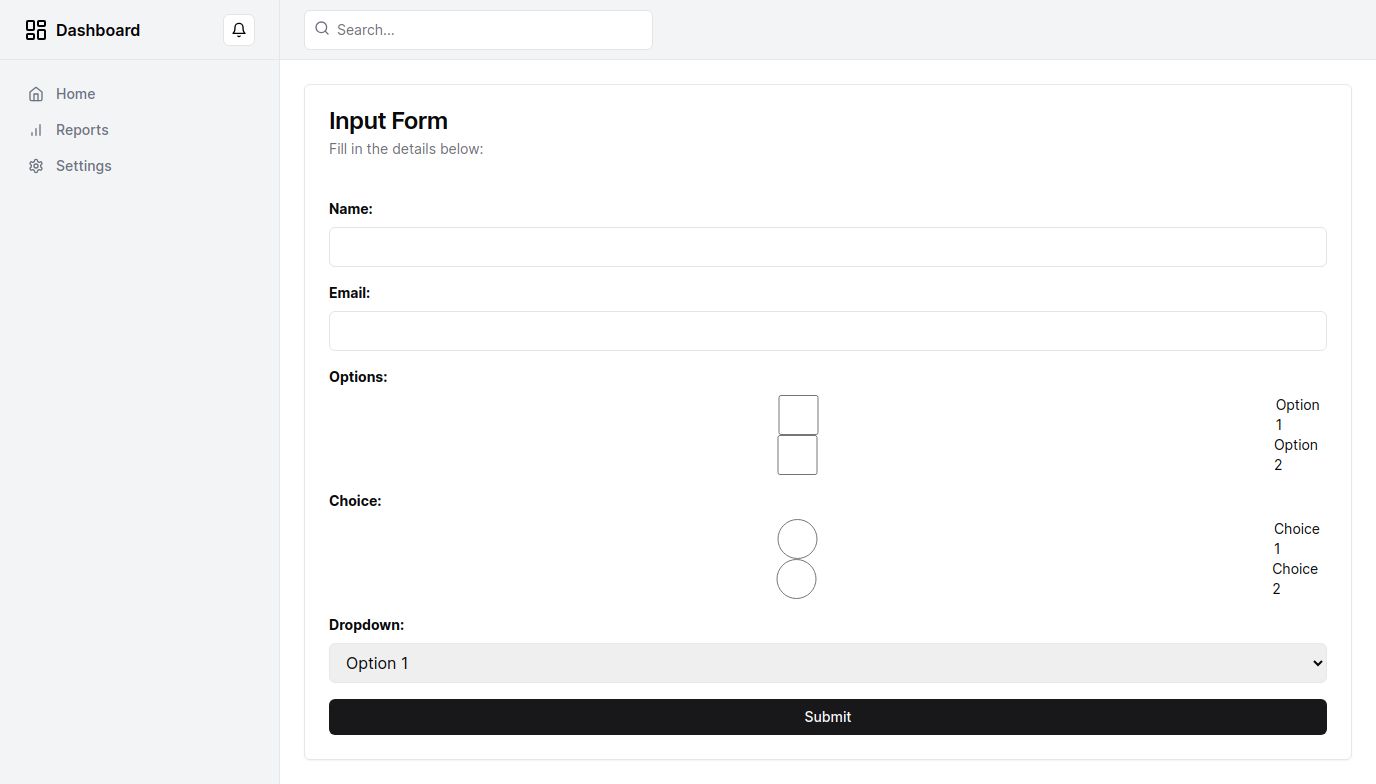 Dashboard
Search...
Home
Reports
Settings
Input Form
Fill in the details below:
Name:
Email:
Options:
Option
1
Option
2
Choice:
Choice
1
Choice
2
Dropdown:
Option 1
Submit